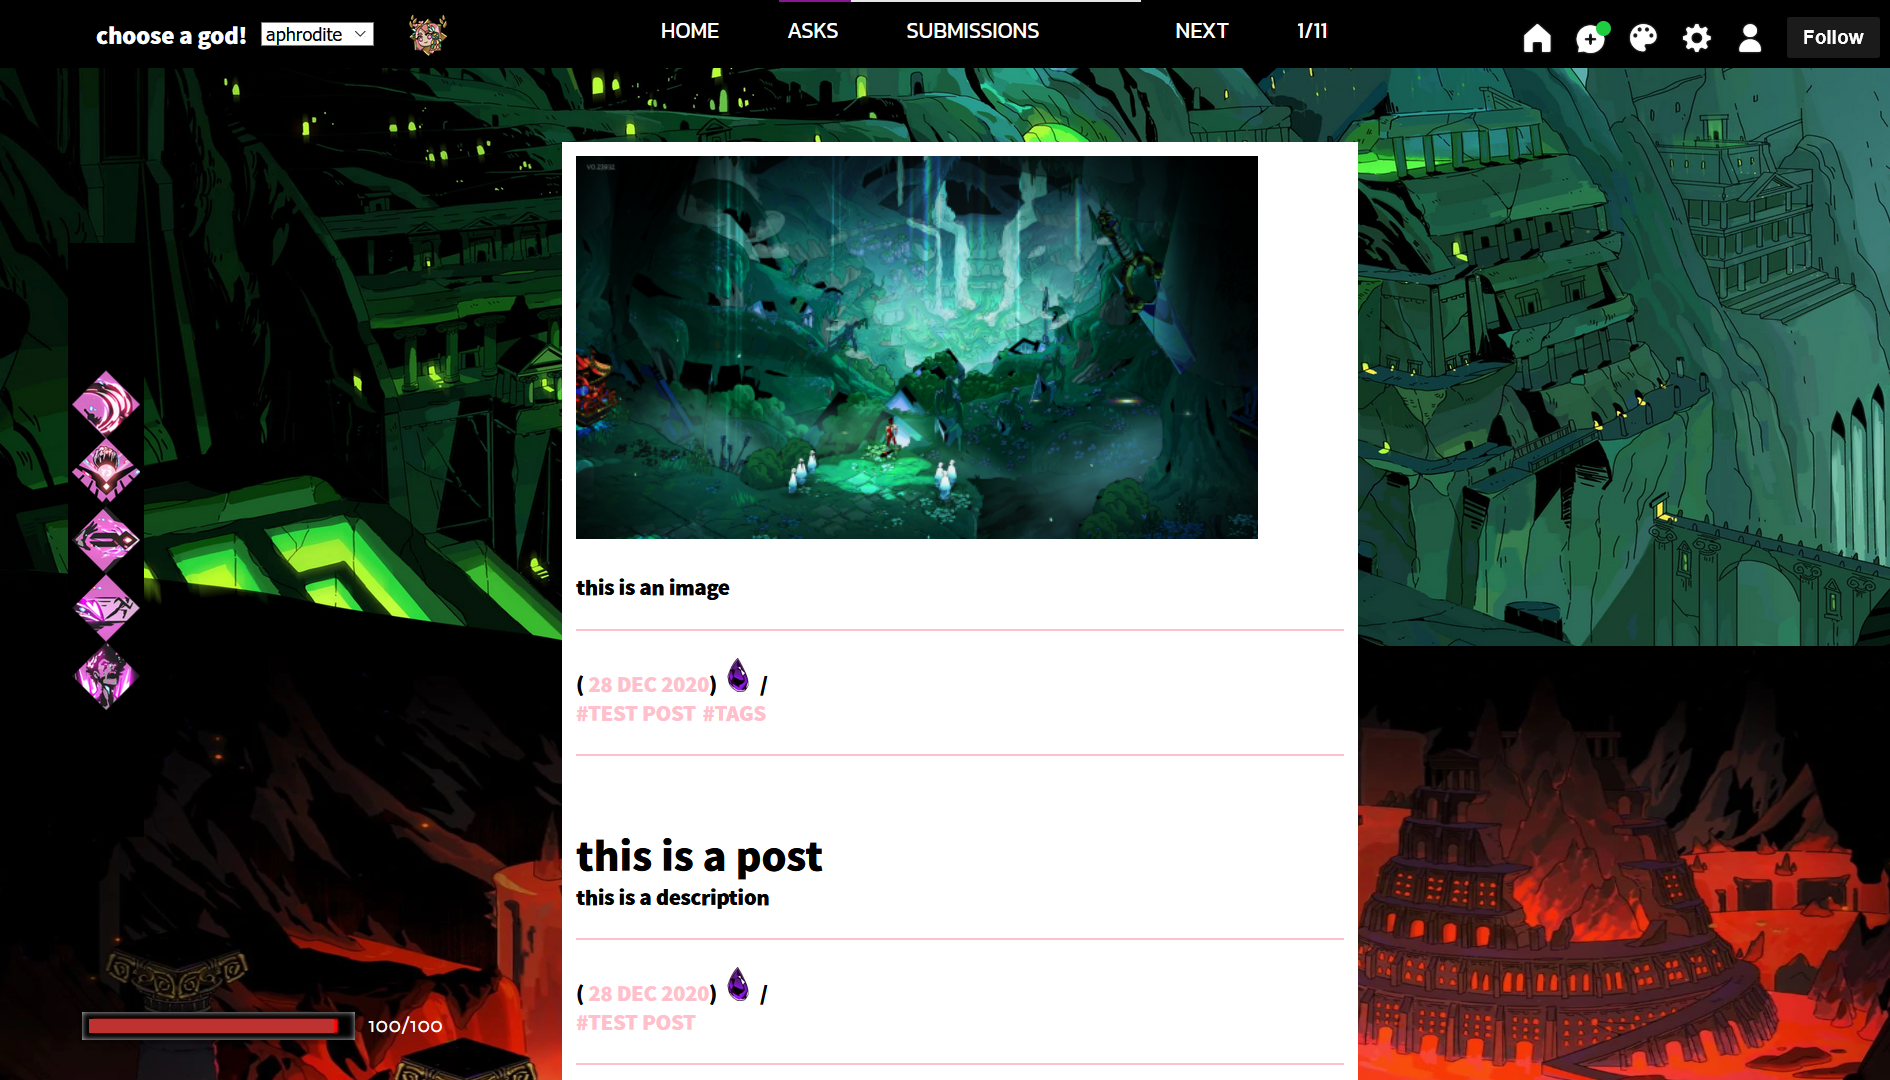 choose a god! aphrodite HOME ASKS SUBMISSIONS NEXT 1/11 Follow
this is an image
( 28 DEC 2020) /
#TEST POST #TAGS
this is a post
this is a description
( 28 DEC 2020) /
#TEST POST
100/100